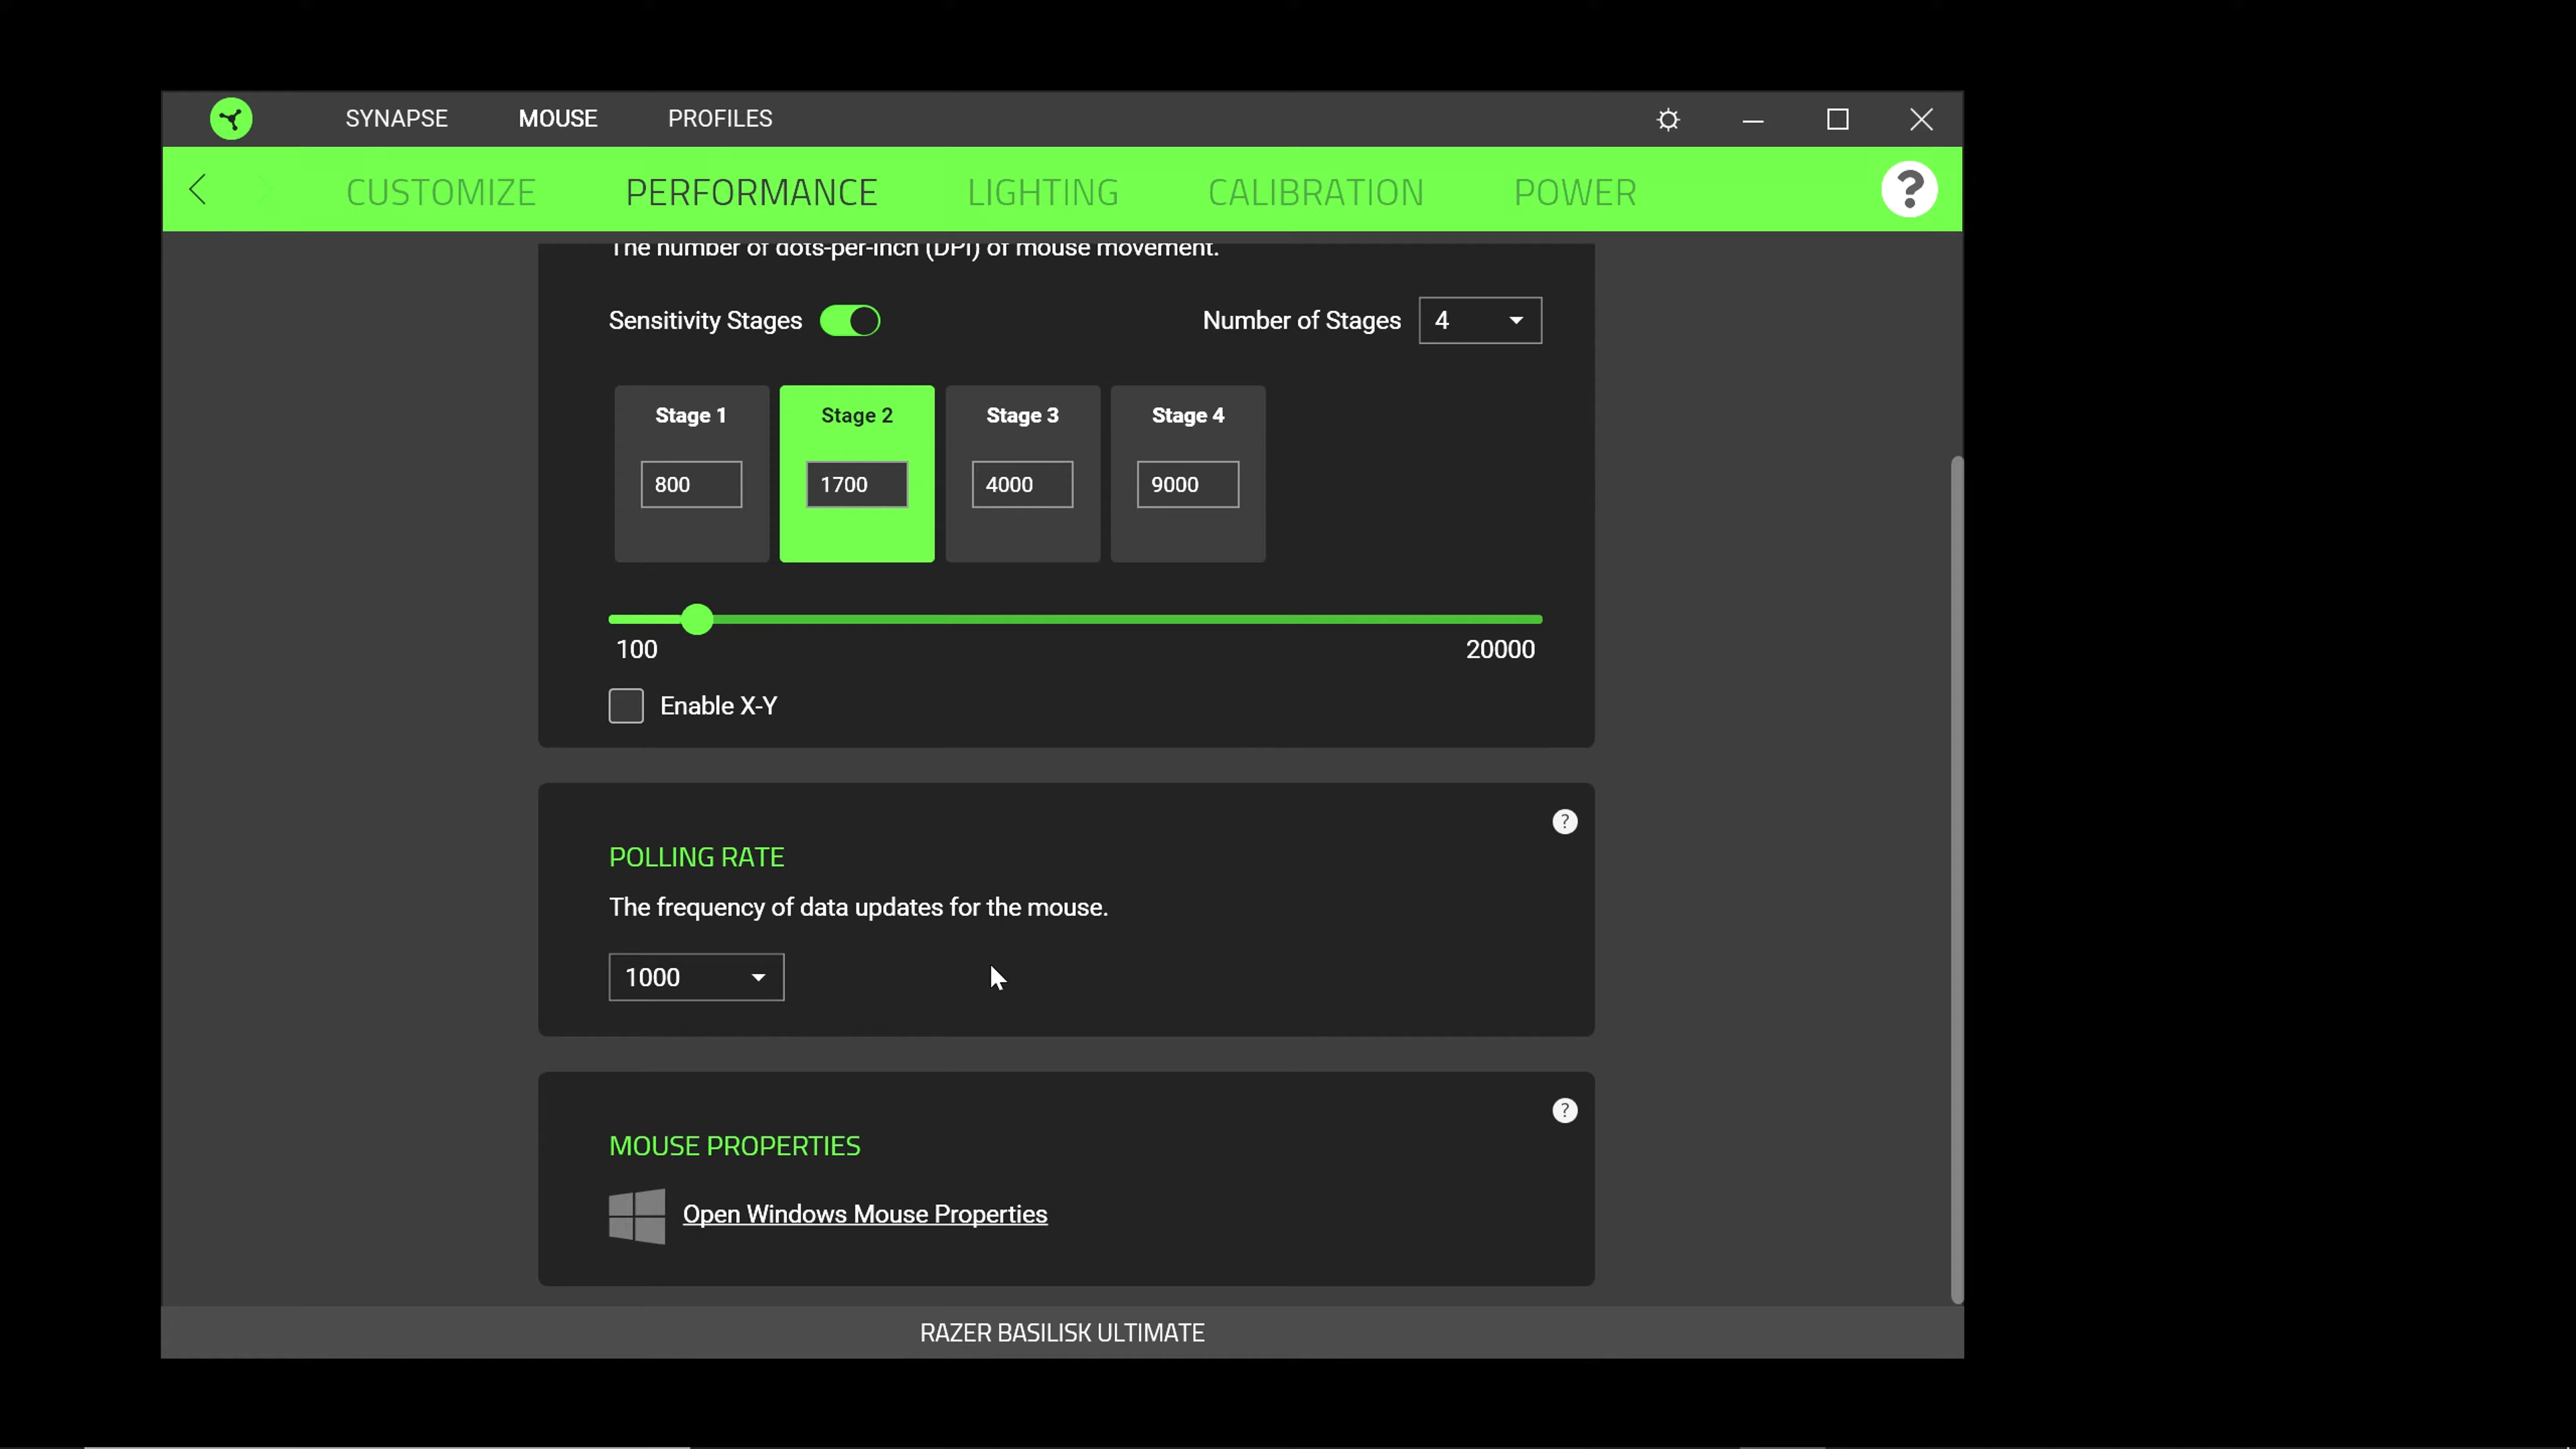 SYNAPSE MOUSE PROFILES
CUSTOMIZE PERFORMANCE LIGHTING CALIBRATION POWER ?
The number of dots-per-inch (DPI) of mouse movement.
Sensitivity Stages Number of Stages 4
Stage 1 Stage 2 Stage 3 Stage 4
800 1700 4000 9000
100 20000
Enable X-Y
?
POLLING RATE
The frequency of data updates for the mouse.
1000
?
MOUSE PROPERTIES
Open Windows Mouse Properties
RAZER BASILISK ULTIMATE